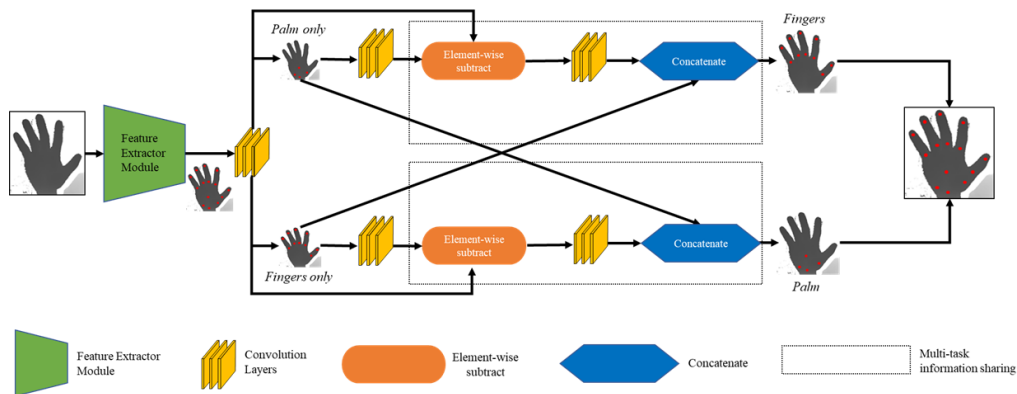 Palm only
Element-wise
subtract
Concatenate
Fingers
Feature
Extractor
Module
Fingers only
Element-wise
subtract
Concatenate
Palm
Feature Extractor
Module
Convolution
Layers
Element-wise
subtract
Concatenate
Multi-task
information sharing